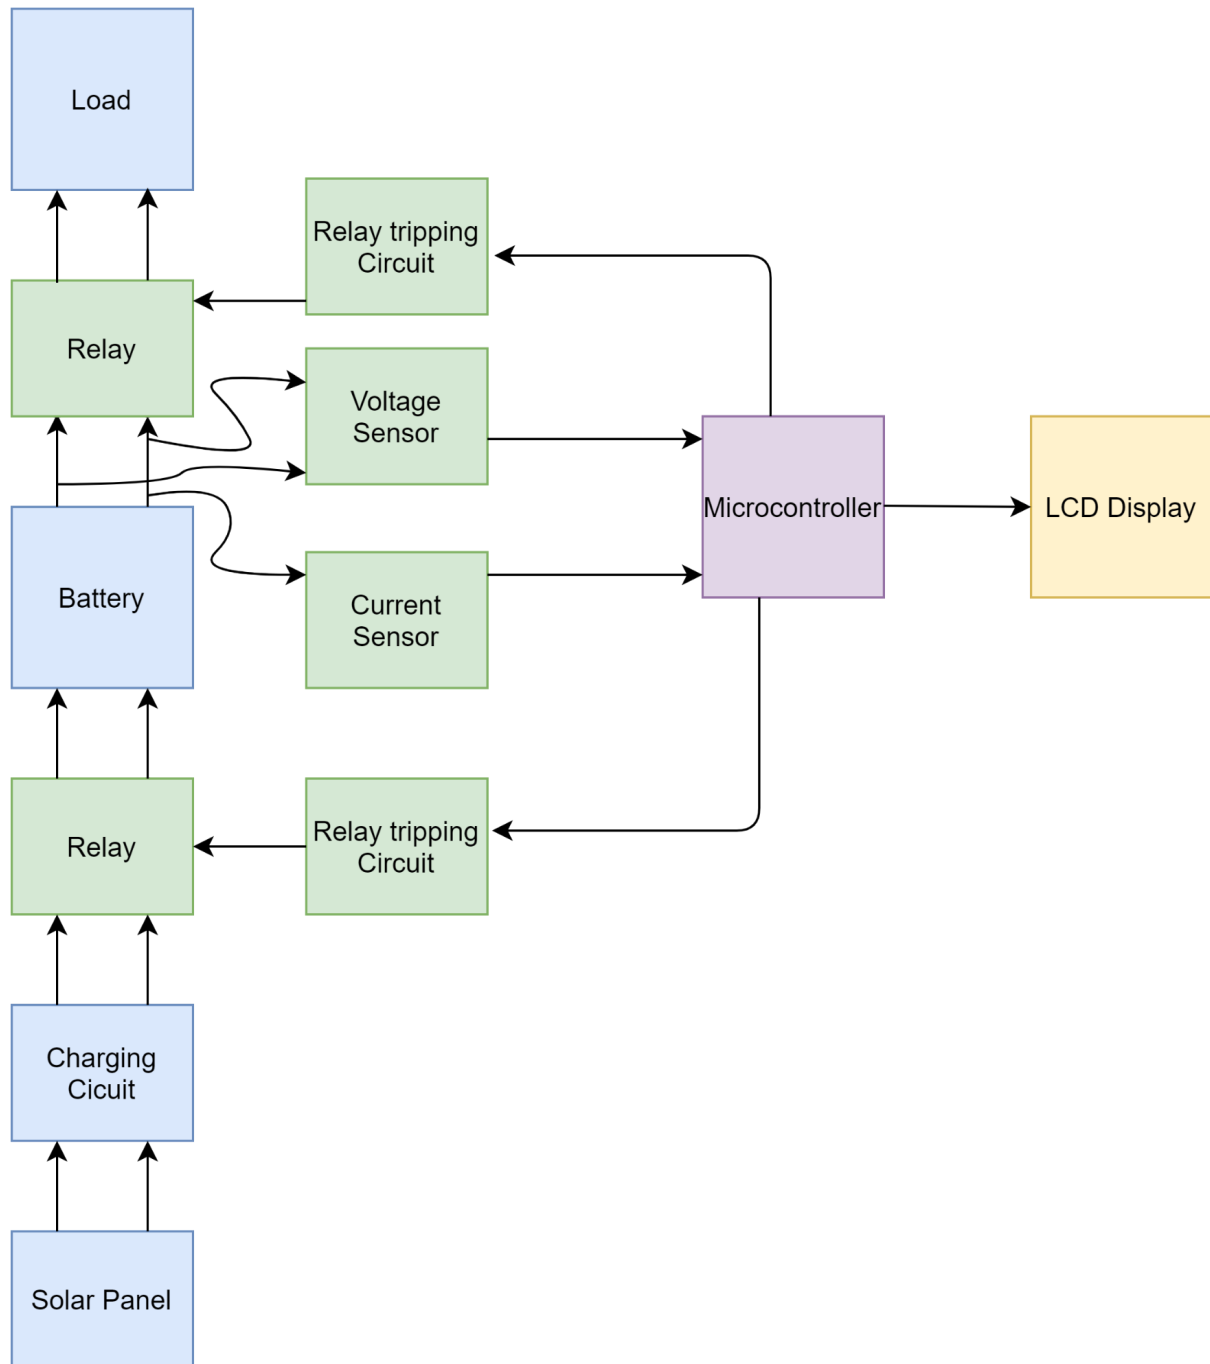 Load
Relay tripping
Circuit
Relay
Voltage
Sensor
Microcontroller
LCD Display
Battery
Current
Sensor
Relay
Relay tripping
Circuit
Charging
Cicuit
Solar Panel